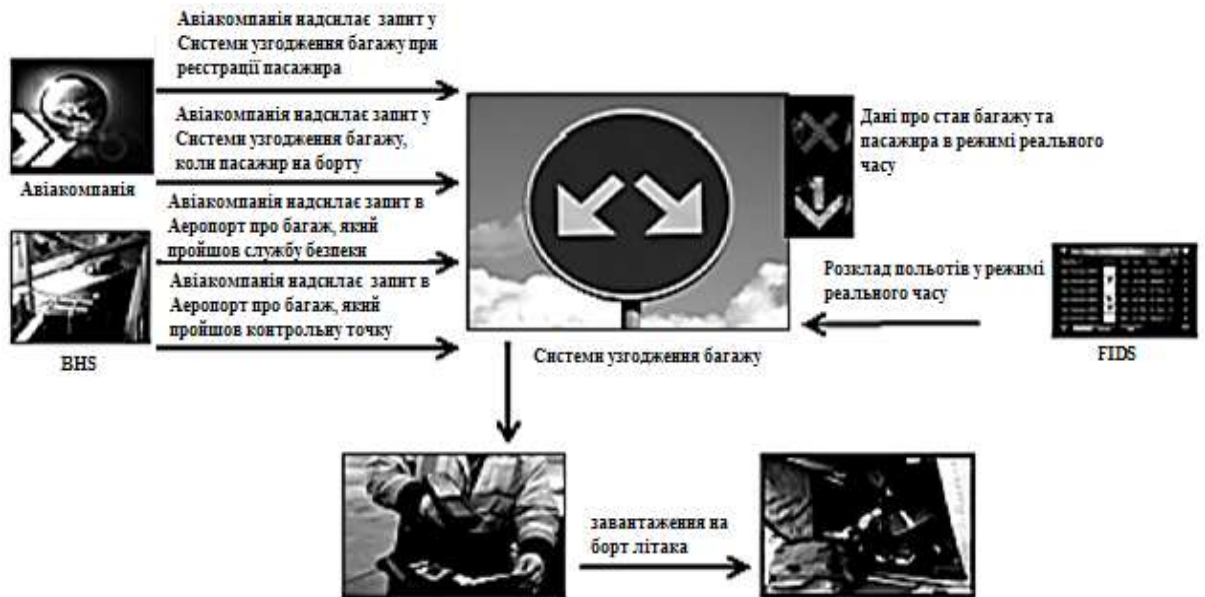 Авіакомпанія надсилає запит у
Системи узгодження багажу при
реєстрації пасажира
Авіакомпанія надсилає запит у
Системи узгодження багажу,
коли пасажир на борту
Авіакомпанія
Авіакомпанія надсилає запит в
Аеропорт про багаж, який
пройшов службу безпеки
Авіакомпанія надсилає запит в
Аеропорт про багаж, який
пройшов контрольну точку
BHS
Дані про стан багажу та
пасажира в режимі реального
часу
Розклад польотів у режимі
реального часу
FIDS
Системи узгодження багажу
завантаження на
борт літака